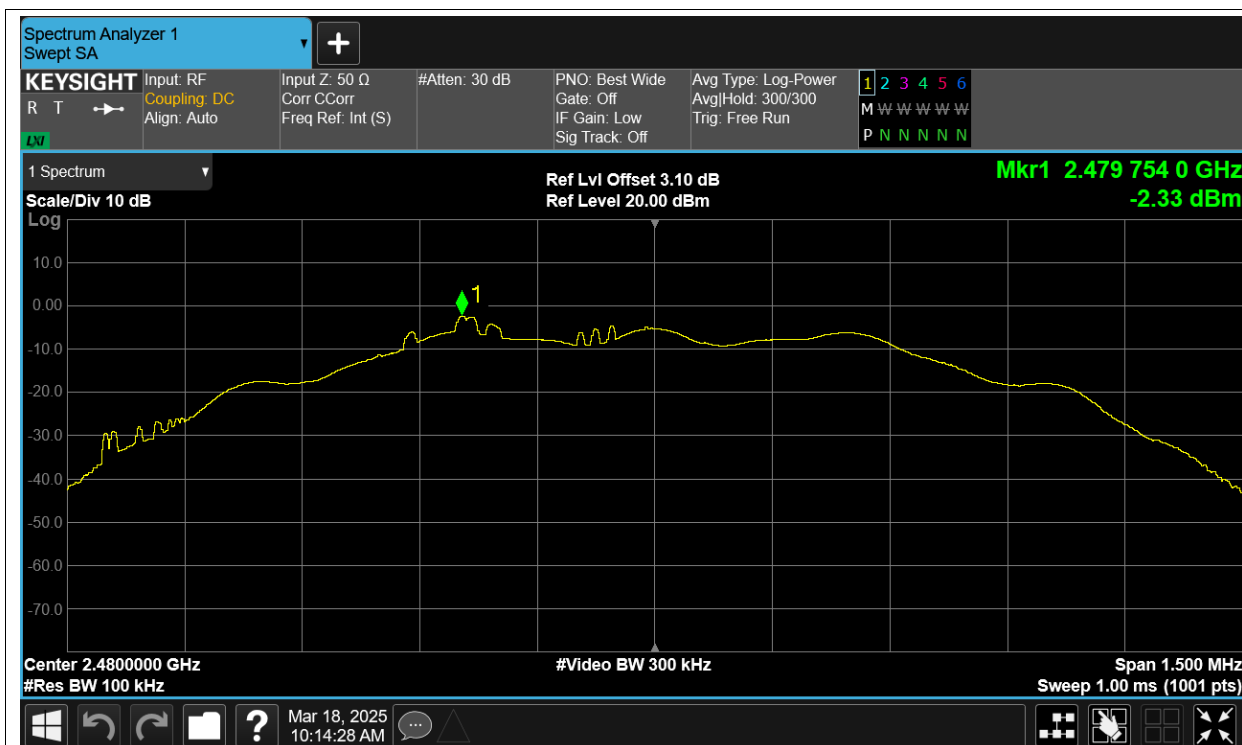 Spectrum Analyzer 1
Swept SA
KEYSIGHT
R T
LXI
Input: RF
Coupling: DC
Align: Auto
Input Z: 50 Ω
Corr CCorr
Freq Ref: Int (S)
#Atten: 30 dB
PNO: Best Wide
Gate: Off
IF Gain: Low
Sig Track: Off
Avg Type: Log-Power
Avg|Hold: 300/300
Trig: Free Run
1 2 3 4 5 6
M W W W W W W
P N N N N N
1 Spectrum
Scale/Div 10 dB
Log
Ref Lvl Offset 3.10 dB
Ref Level 20.00 dBm
Mkr1 2.479 754 0 GHz
-2.33 dBm
10.0
0.00
-10.0
-20.0
-30.0
-40.0
-50.0
-60.0
-70.0
1
Center 2.4800000 GHz
#Res BW 100 kHz
#Video BW 300 kHz
Span 1.500 MHz
Sweep 1.00 ms (1001 pts)
?
Mar 18, 2025
10:14:28 AM